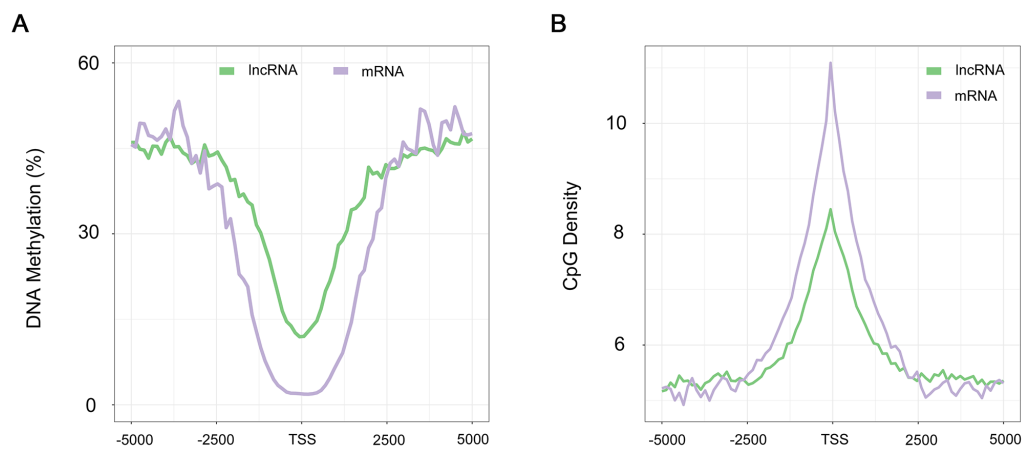 A
B
DNA Methylation (%)
60
30
0
lncRNA
mRNA
-5000
-2500
TSS
2500
5000
CpG Density
10
8
6
lncRNA
mRNA
-5000
-2500
TSS
2500
5000